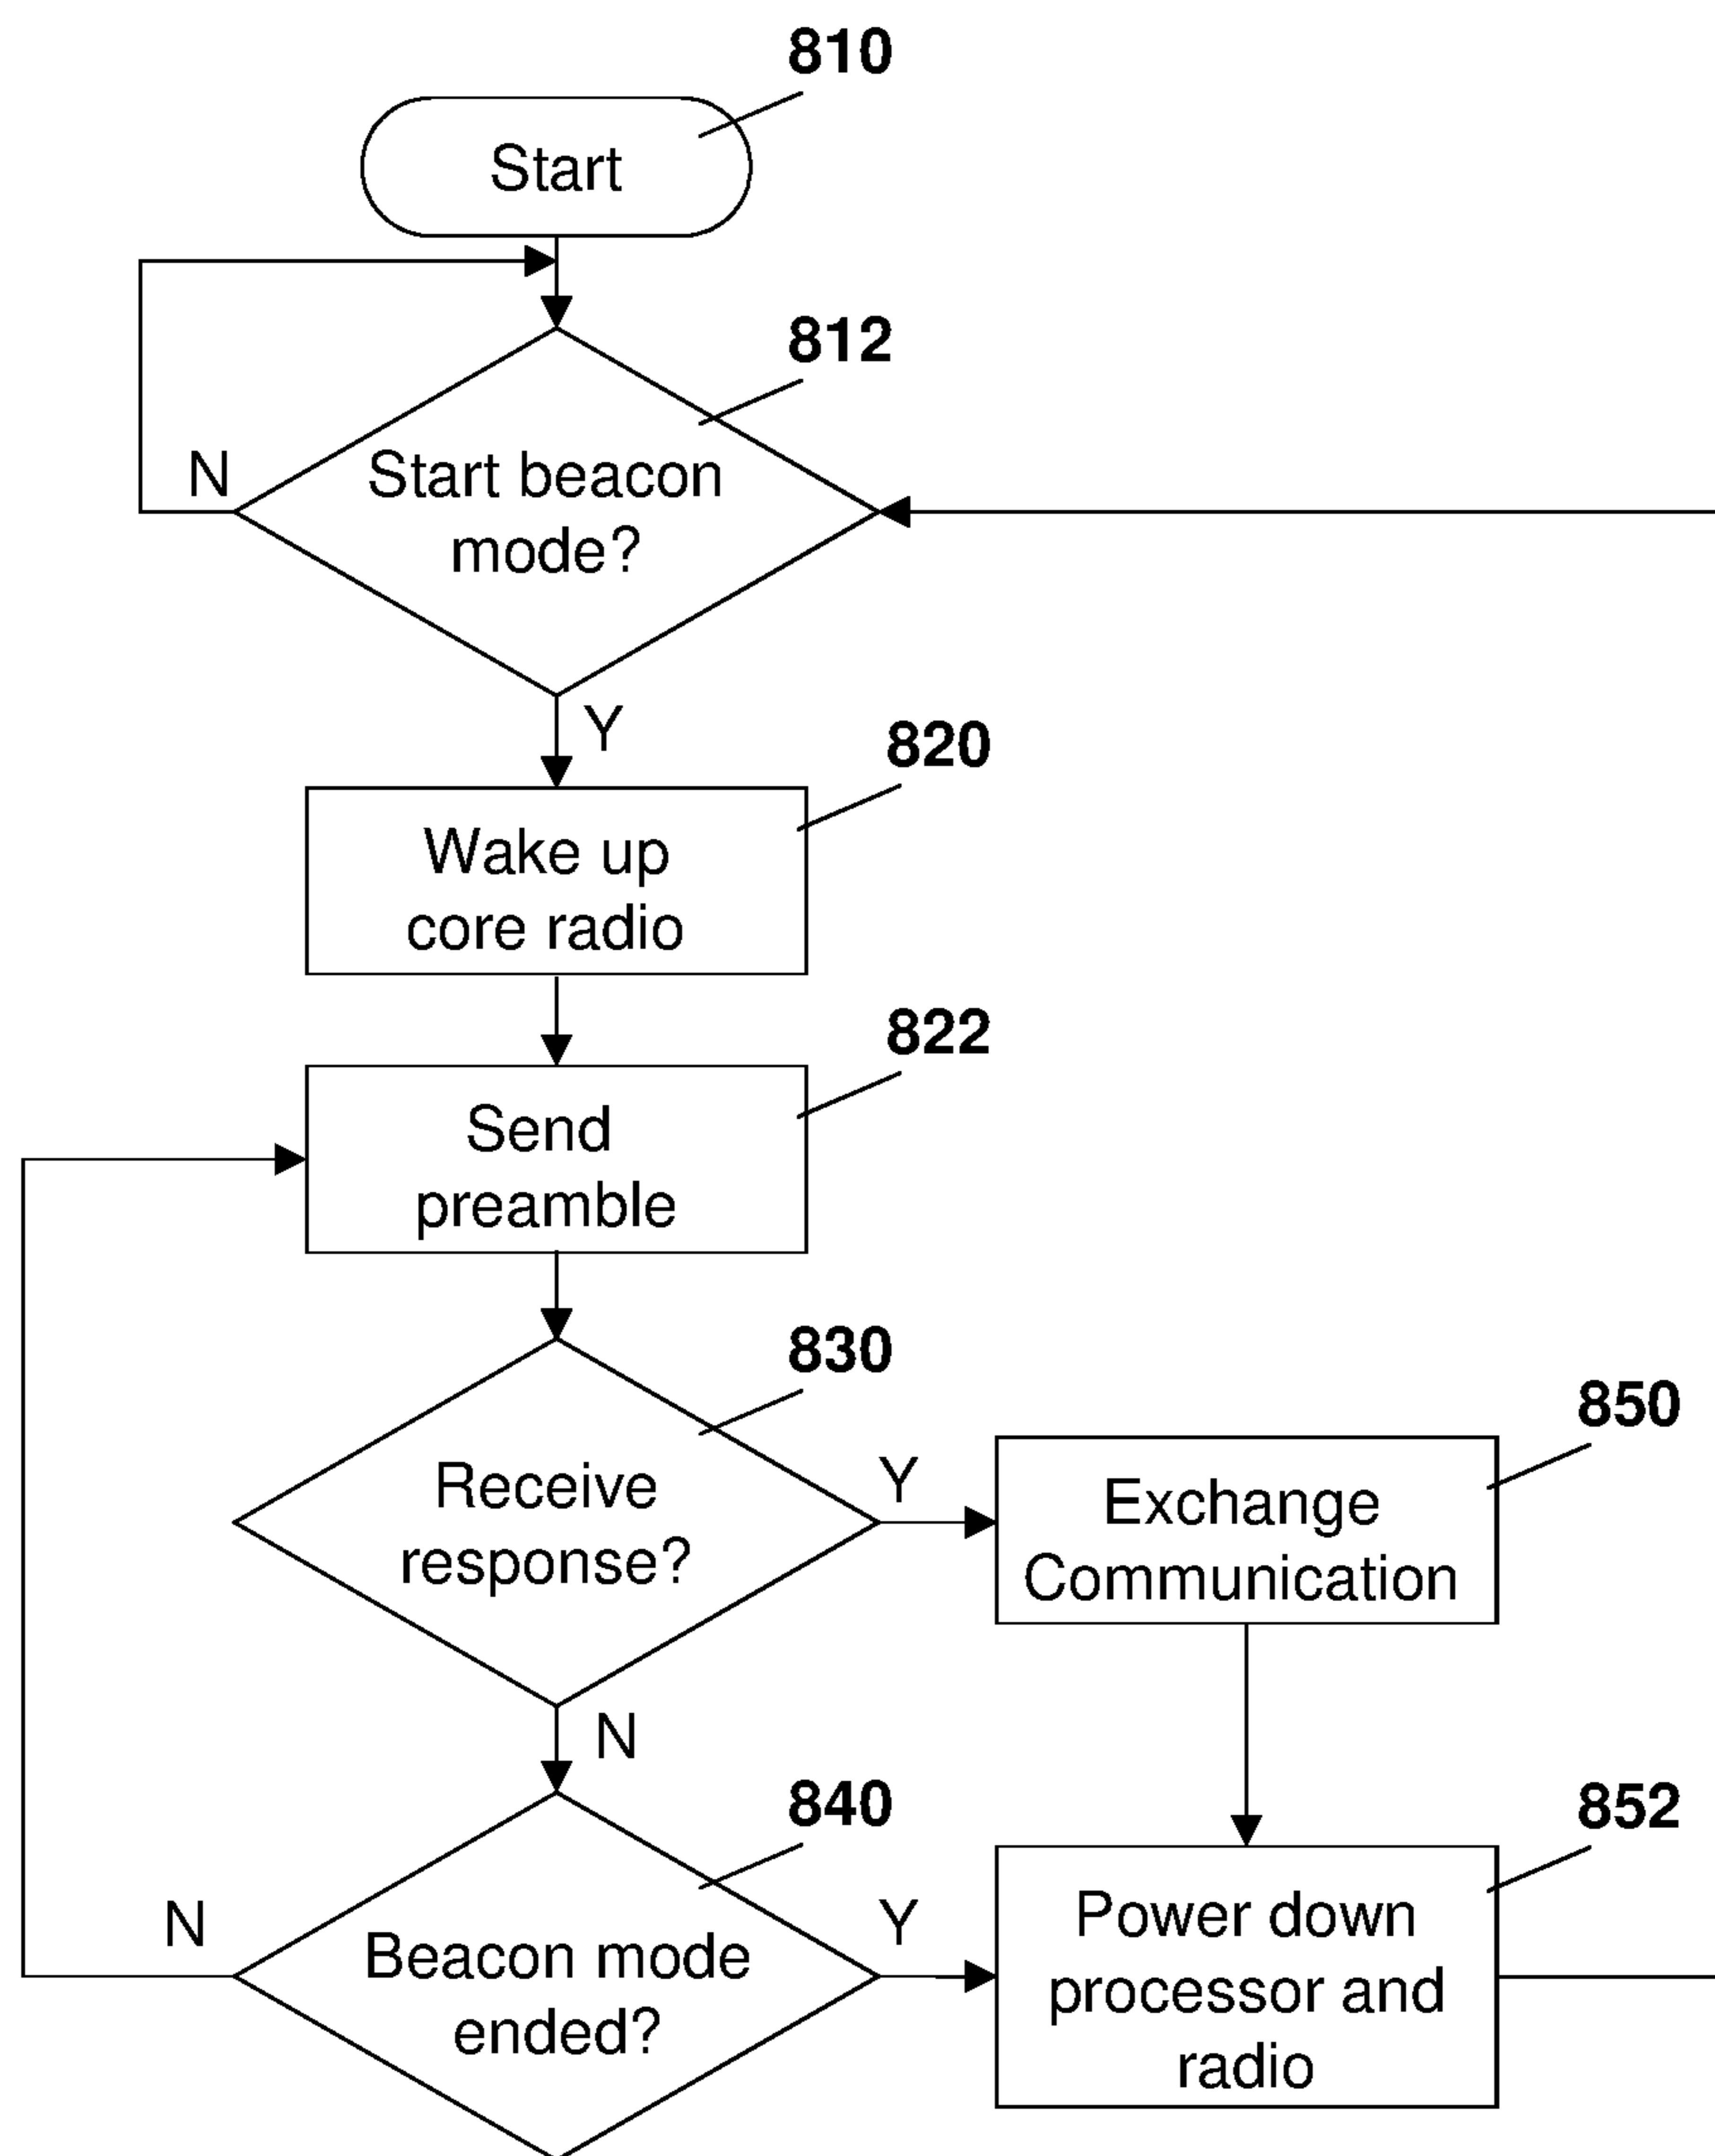 810
Start
812
Start beacon
mode?
N
Y
820
Wake up
core radio
822
Send
preamble
830
Receive
response?
Y
N
850
Exchange
Communication
840
Beacon mode
ended?
N
Y
852
Power down
processor and
radio